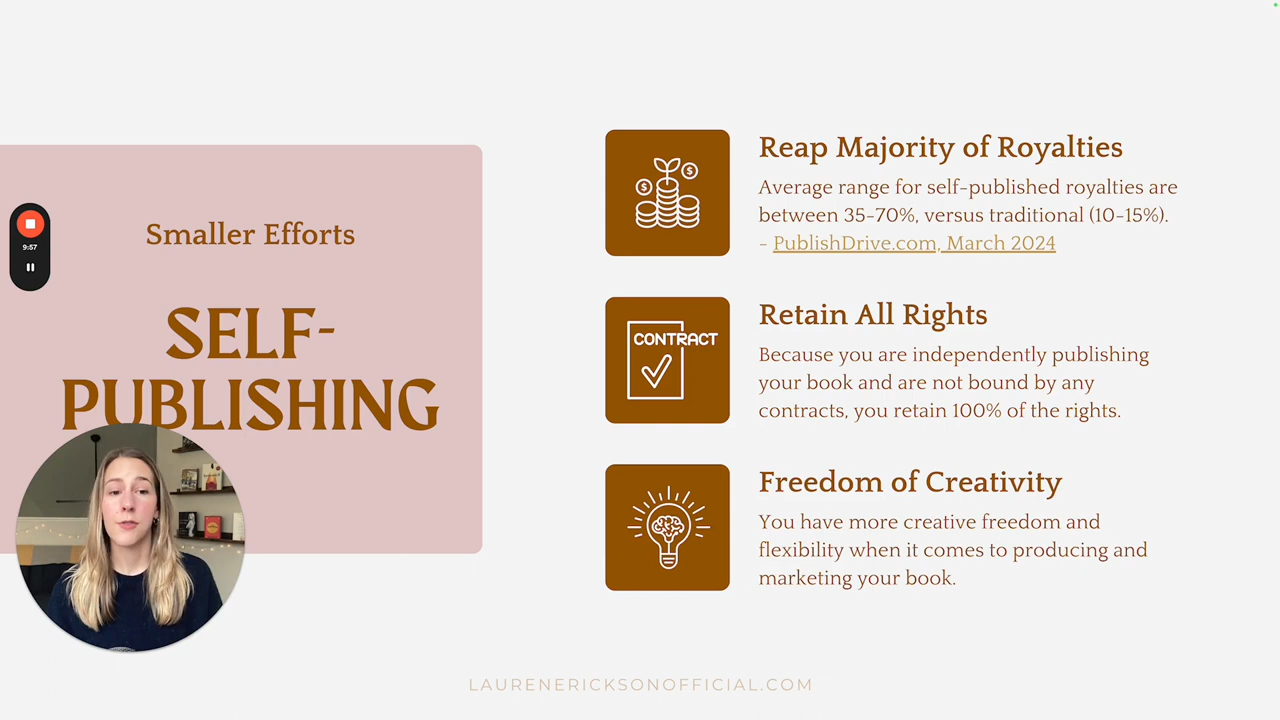 Smaller Efforts
SELF-
PUBLISHING
9:57
Reap Majority of Royalties
Average range for self-published royalties are
between 35-70%, versus traditional (10-15%).
- PublishDrive.com, March 2024
CONTRACT
Retain All Rights
Because you are independently publishing
your book and are not bound by any
contracts, you retain 100% of the rights.
Freedom of Creativity
You have more creative freedom and
flexibility when it comes to producing and
marketing your book.
LAURENERICKSONOFFICIAL.COM